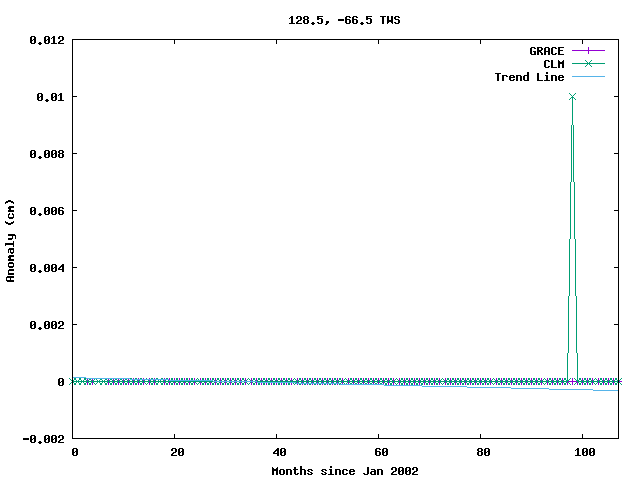 128.5, -66.5 TWS
GRACE
CLM
Trend Line
0.012
0.01
0.008
0.006
0.004
0.002
0
-0.002
Anomaly (cm)
0 20 40 60 80 100
Months since Jan 2002